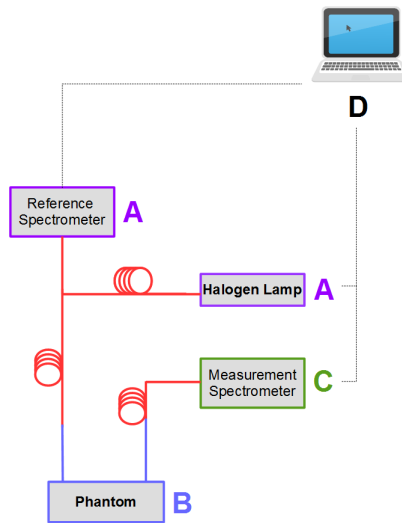 D
Reference
Spectrometer
A
Halogen Lamp
A
Measurement
Spectrometer
C
Phantom
B